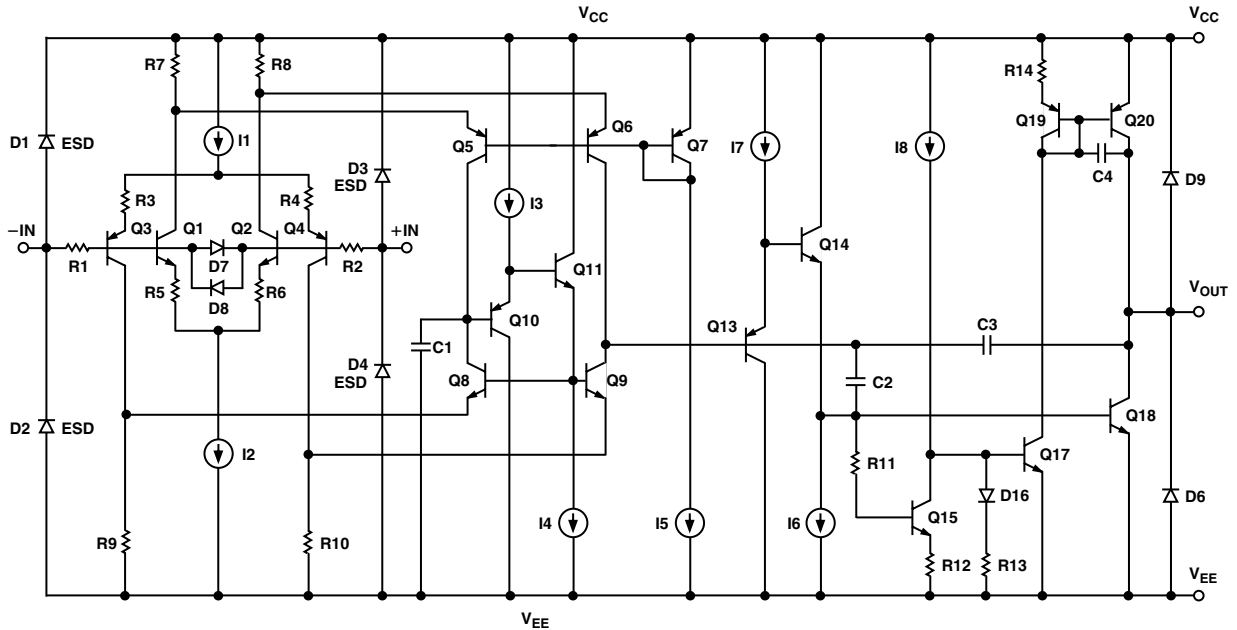 VCC
VCC
R7
R8
R14
D1
ESD
I1
Q5
Q6
Q7
I7
I8
Q19
Q20
C4
D3
ESD
D9
R3
R4
I3
–IN
R1
Q3
Q1
Q2
Q4
D7
D8
R2
+IN
Q14
R5
R6
Q11
VOUT
Q10
Q13
C3
C1
D4
ESD
Q8
Q9
C2
Q18
D2
ESD
I2
R11
Q17
D16
D6
Q15
R9
R10
I4
I5
I6
R12
R13
VEE
VEE